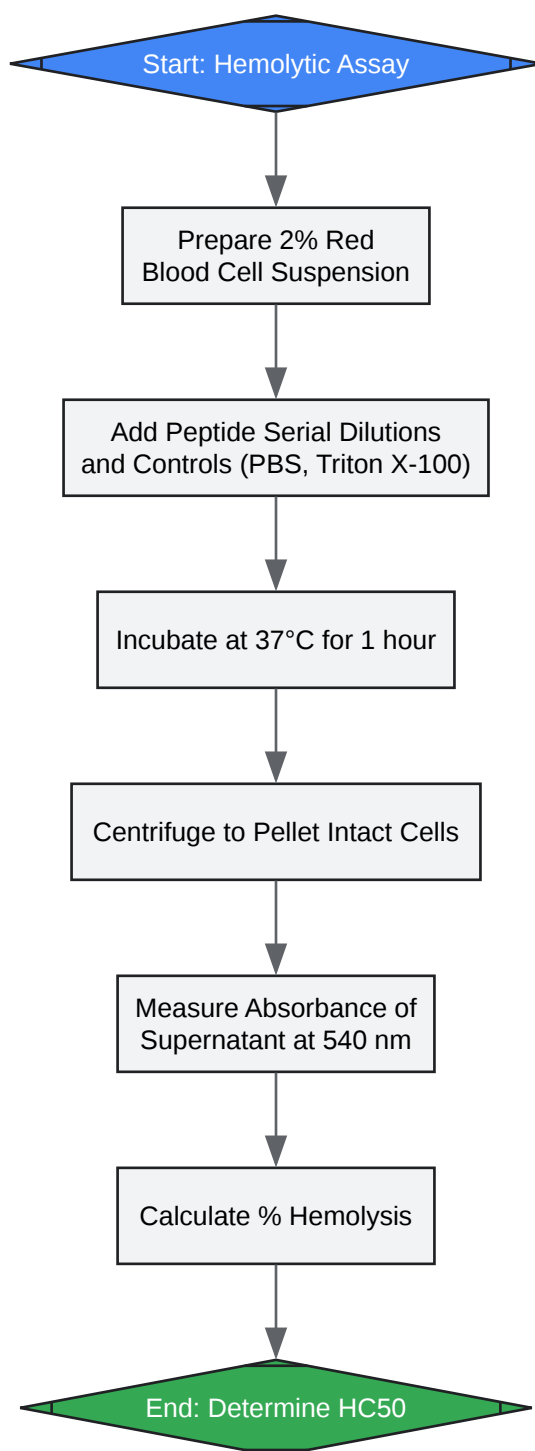 Start: Hemolytic Assay
Prepare 2% Red
Blood Cell Suspension
Add Peptide Serial Dilutions
and Controls (PBS, Triton X-100)
Incubate at 37°C for 1 hour
Centrifuge to Pellet Intact Cells
Measure Absorbance of
Supernatant at 540 nm
Calculate % Hemolysis
End: Determine HC50